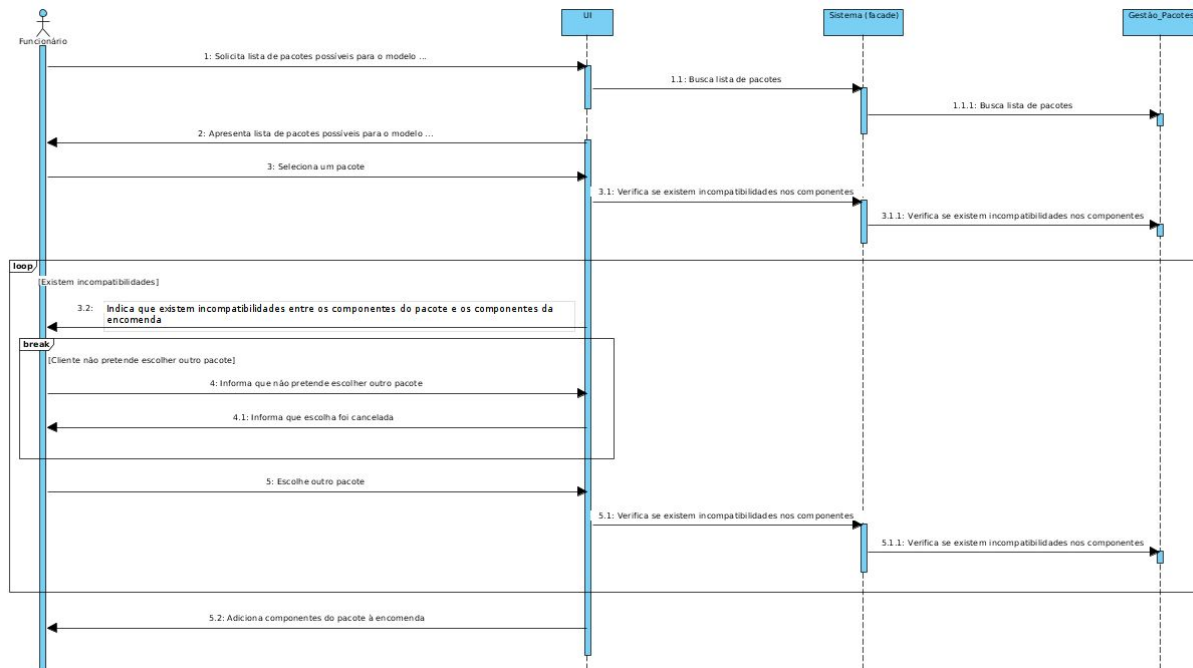 Funcionário
UI
Sistema (facade)
Gestão_Pacotes
1: Solicita lista de pacotes possíveis para o modelo ...
1.1: Busca lista de pacotes
1.1.1: Busca lista de pacotes
2: Apresenta lista de pacotes possíveis para o modelo ...
3: Seleciona um pacote
3.1: Verifica se existem incompatibilidades nos componentes
3.1.1: Verifica se existem incompatibilidades nos componentes
loop
[Existem incompatibilidades]
3.2: Indica que existem incompatibilidades entre os componentes do pacote e os componentes da
encomenda
break
[Cliente não pretende escolher outro pacote]
4: Informa que não pretende escolher outro pacote
4.1: Informa que escolha foi cancelada
5: Escolhe outro pacote
5.1: Verifica se existem incompatibilidades nos componentes
5.1.1: Verifica se existem incompatibilidades nos componentes
5.2: Adiciona componentes do pacote à encomenda